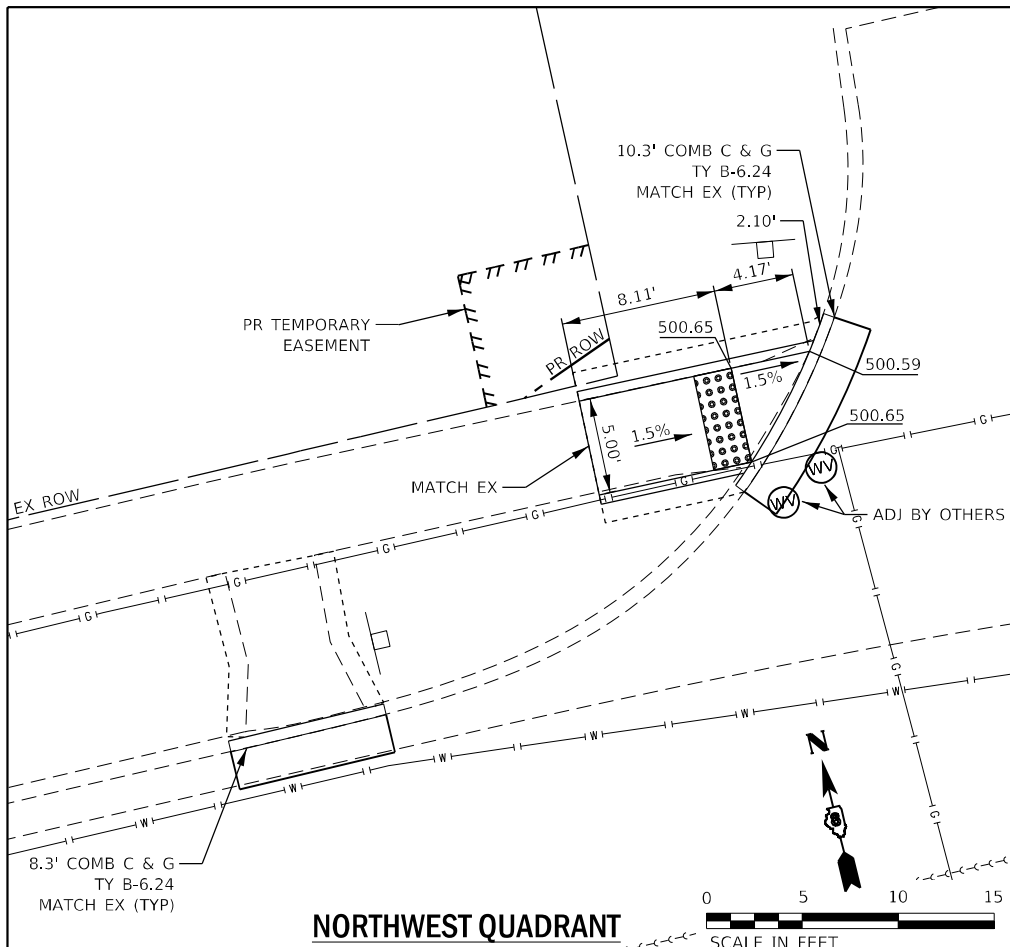 10.3' COMB C & G
TY B-6.24
MATCH EX (TYP)
2.10'
4.17'
8.11'
PR TEMPORARY
EASEMENT
500.65
PR ROW
500.59
1.5%
500.65
5.00'
1.5%
MATCH EX
G
G
WV
EX ROW
G
WV
ADJ BY OTHERS
G
G
G
G
G
G
W
W
W
W
W
W
G
N
8
8.3' COMB C & G
TY B-6.24
MATCH EX (TYP)
NORTHWEST QUADRANT
0 5 10 15
SCALE IN FEET